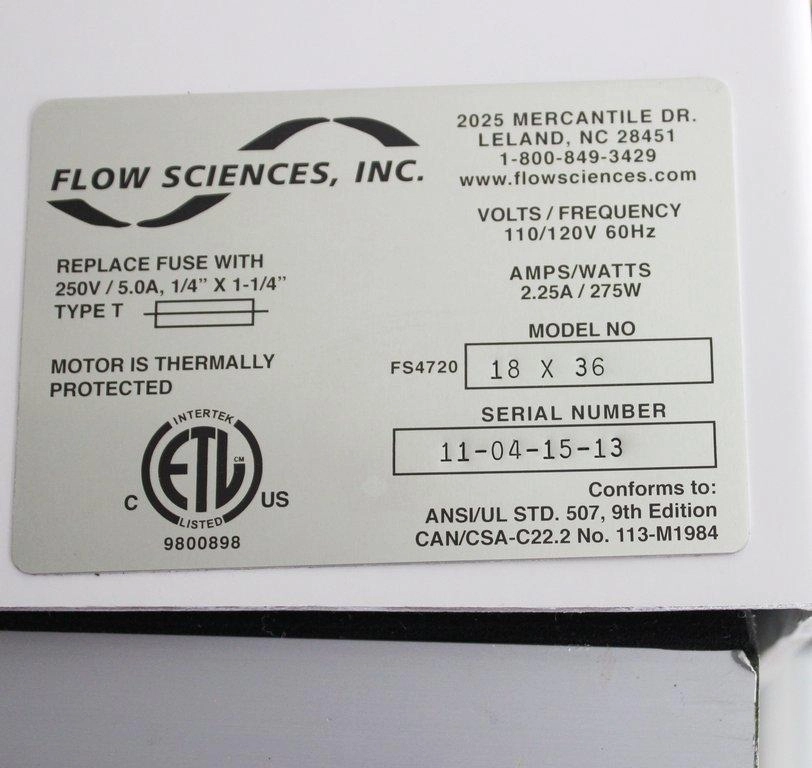 FLOW SCIENCES, INC.
2025 MERCANTILE DR.
LELAND, NC 28451
1-800-849-3429
www.flowsciences.com
VOLTS / FREQUENCY
110/120V 60Hz
AMPS/WATTS
2.25A / 275W
REPLACE FUSE WITH
250V / 5.0A, 1/4” X 1-1/4”
TYPE T
MOTOR IS THERMALLY
PROTECTED
MODEL NO
FS4720 18 X 36
SERIAL NUMBER
11-04-15-13
INTERTEK
ETL CM
C US
LISTED
9800898
Conforms to:
ANSI/UL STD. 507, 9th Edition
CAN/CSA-C22.2 No. 113-M1984